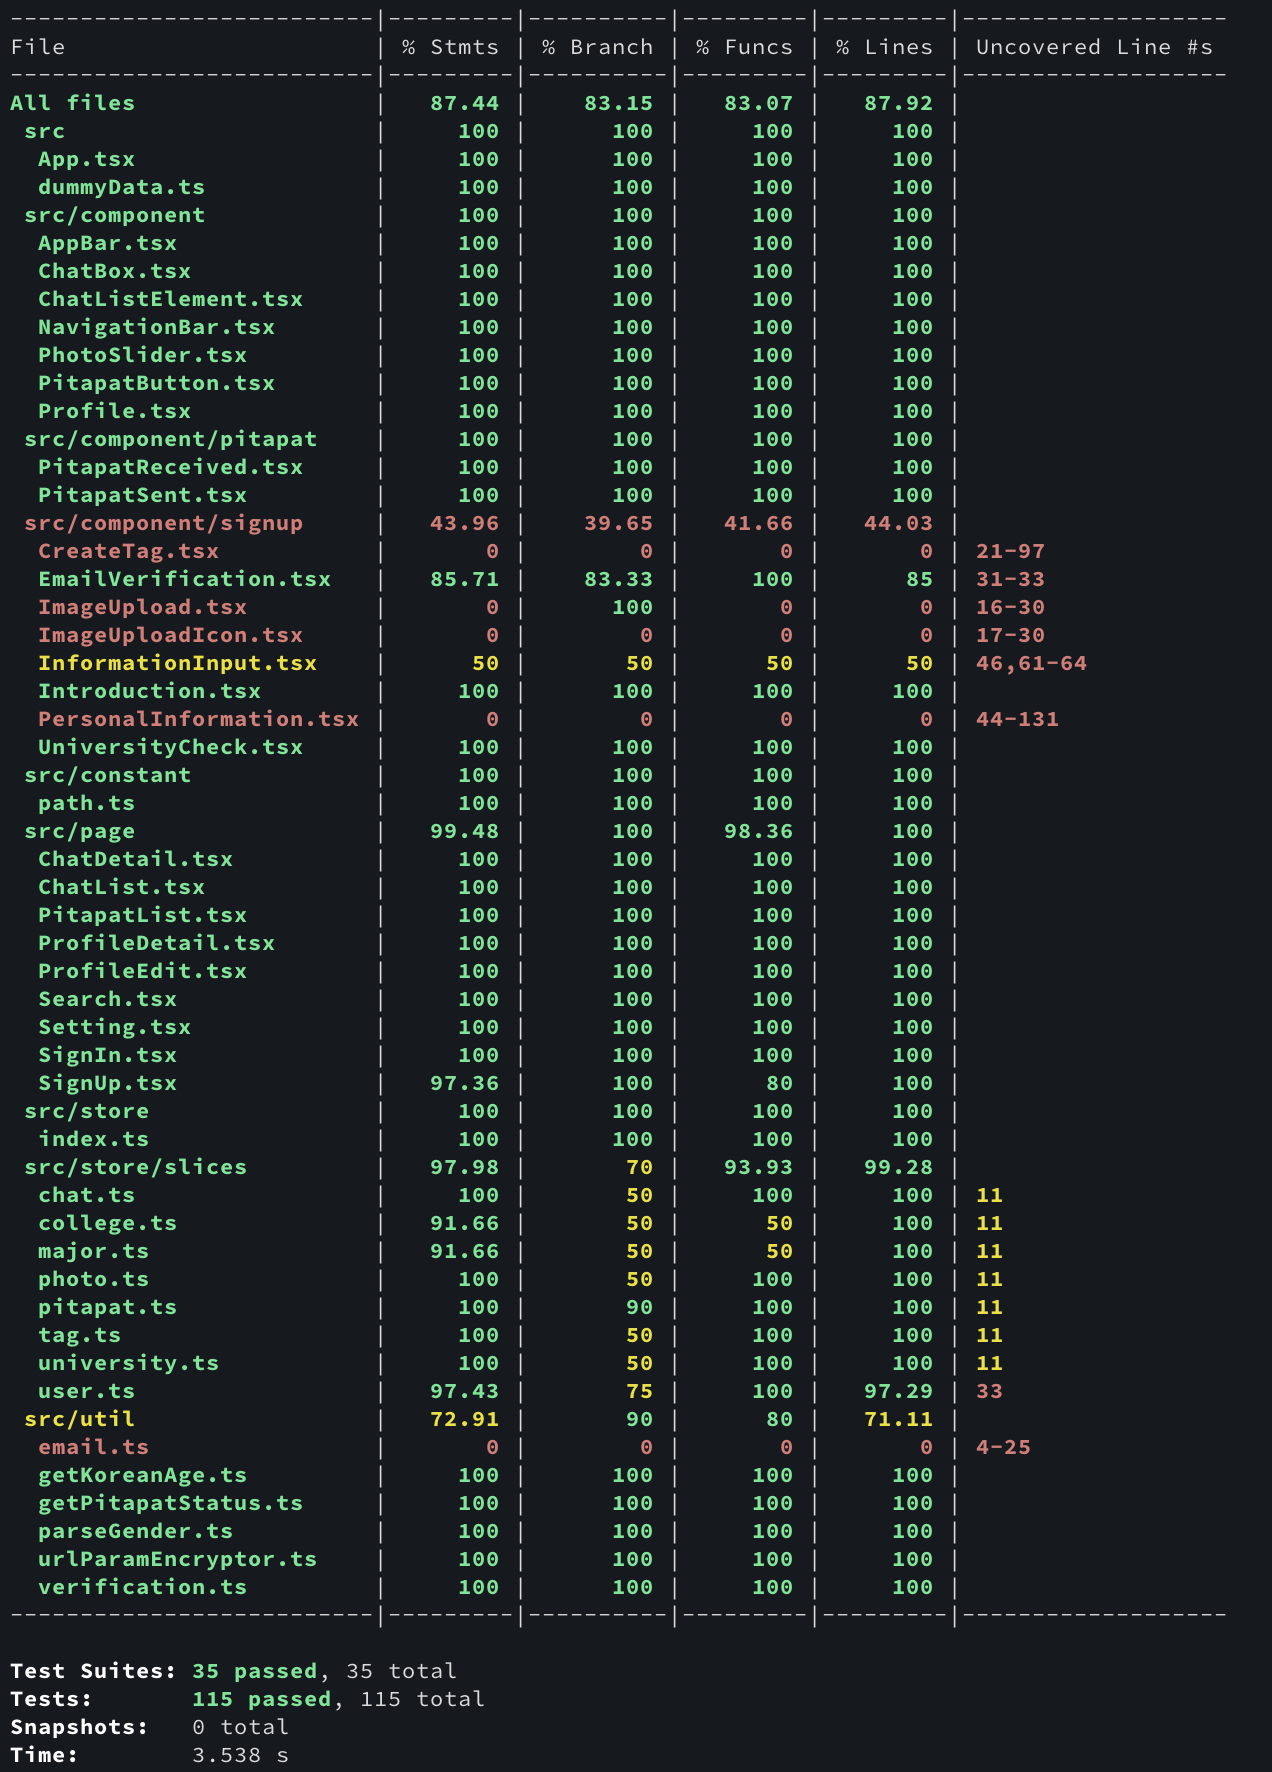 ---------------------------|---------|----------|---------|---------|-------------------
File                       | % Stmts | % Branch | % Funcs | % Lines | Uncovered Line #s
---------------------------|---------|----------|---------|---------|-------------------
All files                  |   87.44 |    83.15 |   83.07 |   87.92 |
 src                       |     100 |      100 |     100 |     100 |
  App.tsx                  |     100 |      100 |     100 |     100 |
  dummyData.ts             |     100 |      100 |     100 |     100 |
 src/component             |     100 |      100 |     100 |     100 |
  AppBar.tsx               |     100 |      100 |     100 |     100 |
  ChatBox.tsx              |     100 |      100 |     100 |     100 |
  ChatListElement.tsx      |     100 |      100 |     100 |     100 |
  NavigationBar.tsx        |     100 |      100 |     100 |     100 |
  PhotoSlider.tsx          |     100 |      100 |     100 |     100 |
  PitapatButton.tsx        |     100 |      100 |     100 |     100 |
  Profile.tsx              |     100 |      100 |     100 |     100 |
 src/component/pitapat     |     100 |      100 |     100 |     100 |
  PitapatReceived.tsx      |     100 |      100 |     100 |     100 |
  PitapatSent.tsx          |     100 |      100 |     100 |     100 |
 src/component/signup      |   43.96 |    39.65 |   41.66 |   44.03 |
  CreateTag.tsx            |       0 |        0 |       0 |       0 | 21-97
  EmailVerification.tsx    |   85.71 |    83.33 |     100 |      85 | 31-33
  ImageUpload.tsx          |       0 |      100 |       0 |       0 | 16-30
  ImageUploadIcon.tsx      |       0 |        0 |       0 |       0 | 17-30
  InformationInput.tsx     |      50 |       50 |      50 |      50 | 46,61-64
  Introduction.tsx         |     100 |      100 |     100 |     100 |
  PersonalInformation.tsx  |       0 |        0 |       0 |       0 | 44-131
  UniversityCheck.tsx      |     100 |      100 |     100 |     100 |
 src/constant              |     100 |      100 |     100 |     100 |
  path.ts                  |     100 |      100 |     100 |     100 |
 src/page                  |   99.48 |      100 |   98.36 |     100 |
  ChatDetail.tsx           |     100 |      100 |     100 |     100 |
  ChatList.tsx             |     100 |      100 |     100 |     100 |
  PitapatList.tsx          |     100 |      100 |     100 |     100 |
  ProfileDetail.tsx        |     100 |      100 |     100 |     100 |
  ProfileEdit.tsx          |     100 |      100 |     100 |     100 |
  Search.tsx               |     100 |      100 |     100 |     100 |
  Setting.tsx              |     100 |      100 |     100 |     100 |
  SignIn.tsx               |     100 |      100 |     100 |     100 |
  SignUp.tsx               |   97.36 |      100 |      80 |     100 |
 src/store                 |     100 |      100 |     100 |     100 |
  index.ts                 |     100 |      100 |     100 |     100 |
 src/store/slices          |   97.98 |       70 |   93.93 |   99.28 |
  chat.ts                  |     100 |       50 |     100 |     100 | 11
  college.ts               |   91.66 |       50 |      50 |     100 | 11
  major.ts                 |   91.66 |       50 |      50 |     100 | 11
  photo.ts                 |     100 |       50 |     100 |     100 | 11
  pitapat.ts               |     100 |       90 |     100 |     100 | 11
  tag.ts                   |     100 |       50 |     100 |     100 | 11
  university.ts            |     100 |       50 |     100 |     100 | 11
  user.ts                  |   97.43 |       75 |     100 |   97.29 | 33
 src/util                  |   72.91 |       90 |      80 |   71.11 |
  email.ts                 |       0 |        0 |       0 |       0 | 4-25
  getKoreanAge.ts          |     100 |      100 |     100 |     100 |
  getPitapatStatus.ts      |     100 |      100 |     100 |     100 |
  parseGender.ts           |     100 |      100 |     100 |     100 |
  urlParamEncryptor.ts     |     100 |      100 |     100 |     100 |
  verification.ts          |     100 |      100 |     100 |     100 |
---------------------------|---------|----------|---------|---------|-------------------
Test Suites: 35 passed, 35 total
Tests:       115 passed, 115 total
Snapshots:   0 total
Time:        3.538 s